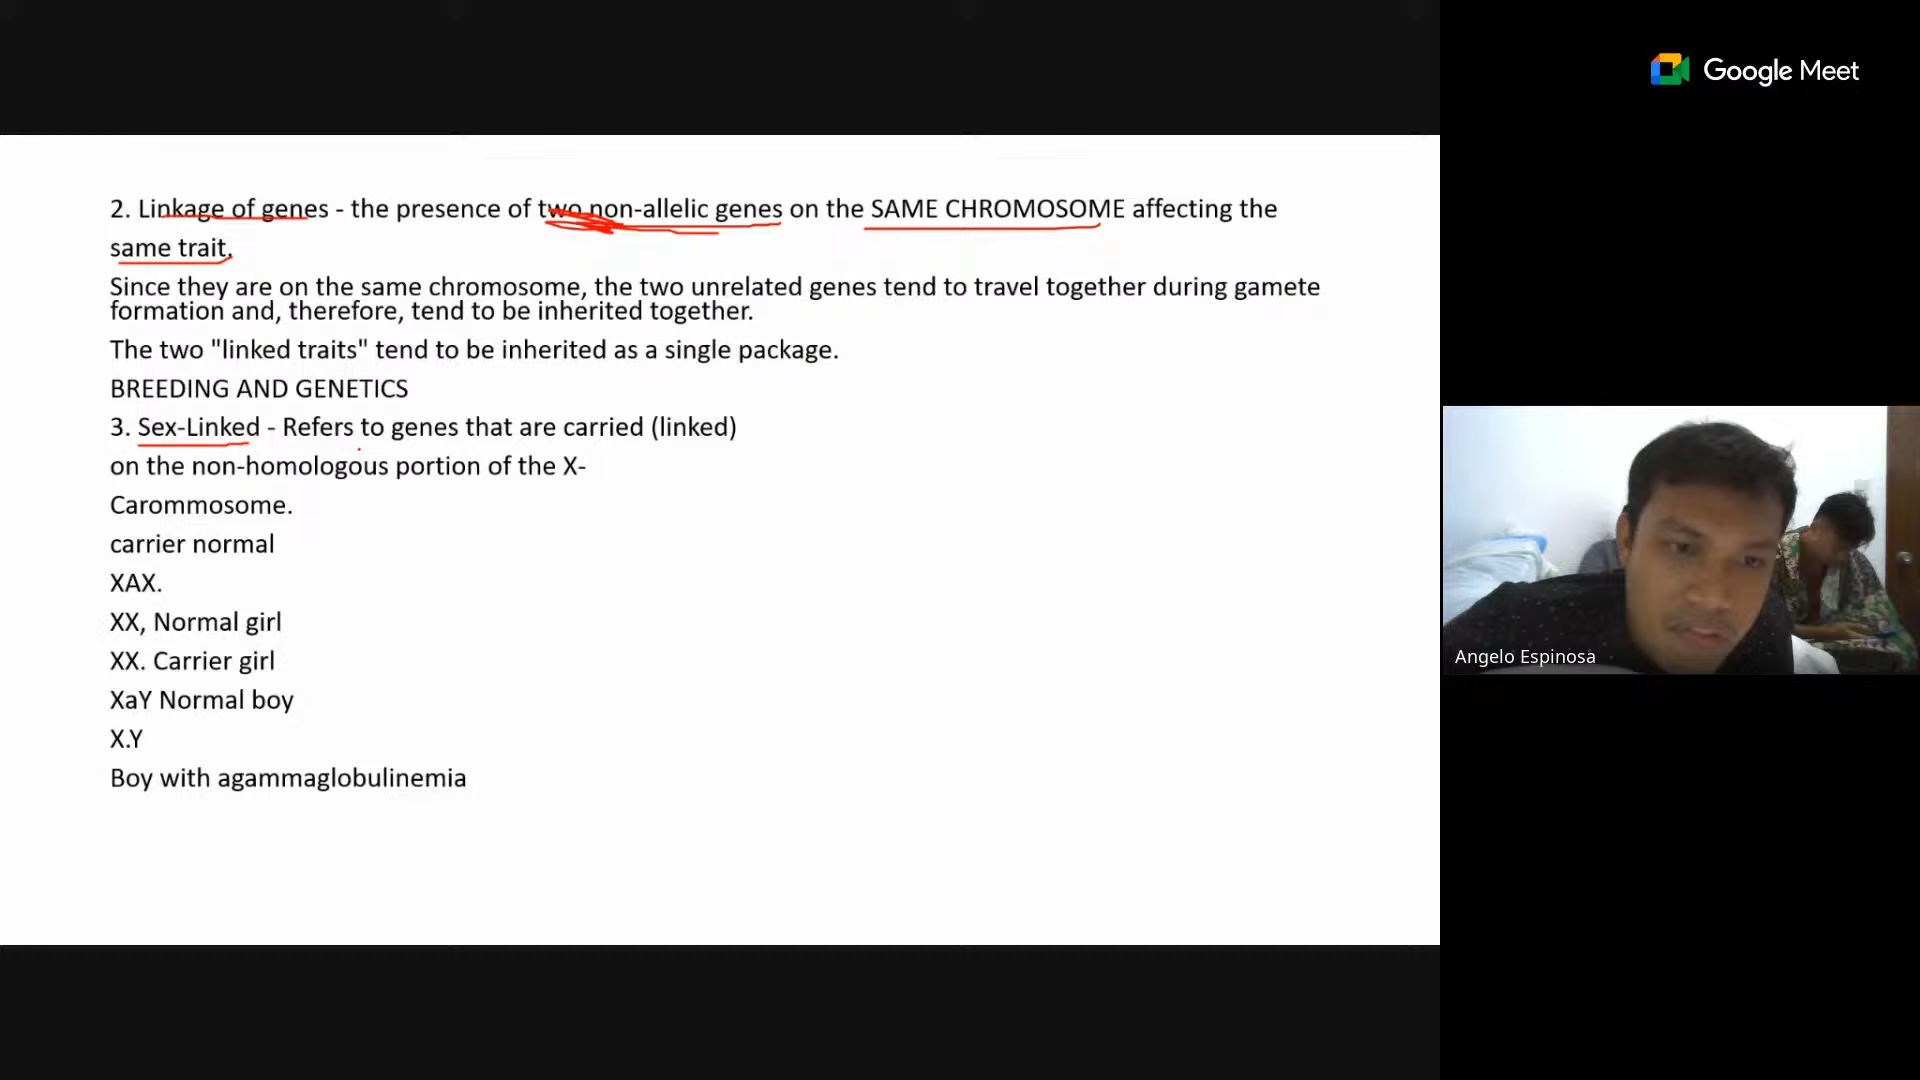 Google Meet
2. Linkage of genes - the presence of two non-allelic genes on the SAME CHROMOSOME affecting the
same trait.
Since they are on the same chromosome, the two unrelated genes tend to travel together during gamete
formation and, therefore, tend to be inherited together.
The two "linked traits" tend to be inherited as a single package.
BREEDING AND GENETICS
3. Sex-Linked - Refers to genes that are carried (linked)
on the non-homologous portion of the X-
Carommosome.
carrier normal
XAX.
XX, Normal girl
XX. Carrier girl
XaY Normal boy
X.Y
Boy with agammaglobulinemia
Angelo Espinosa